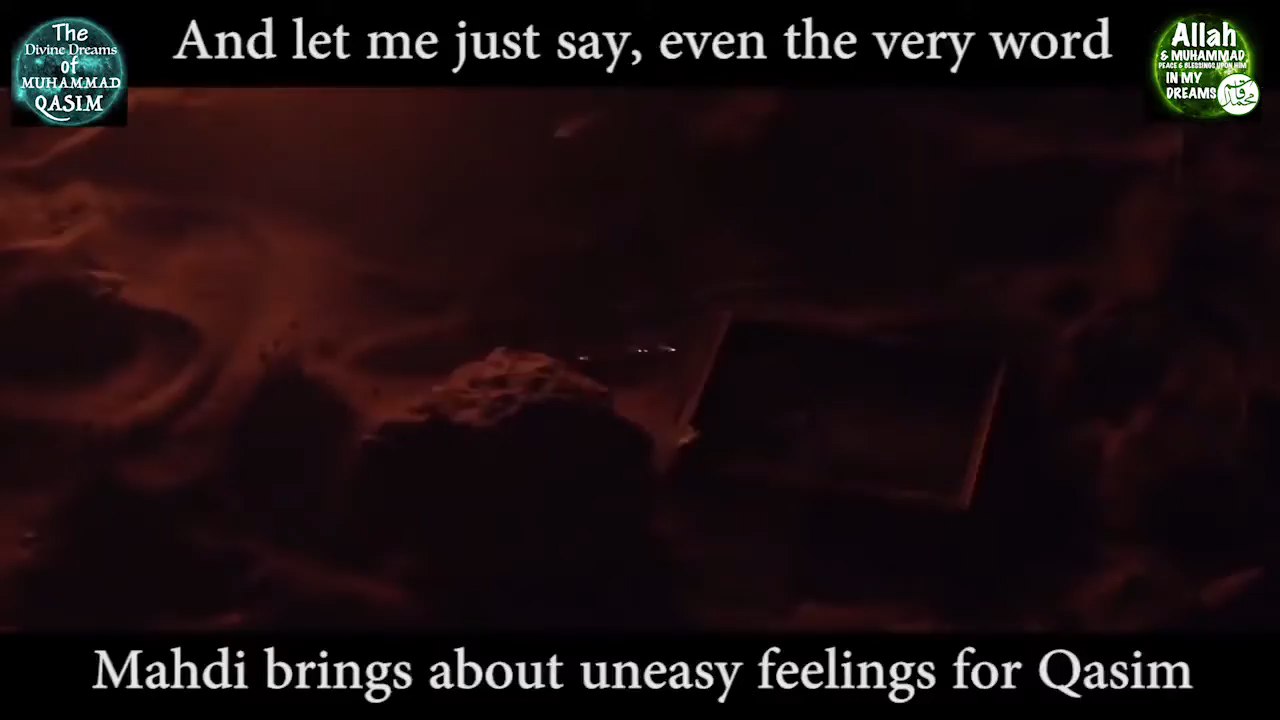 The
Divine Dreams
of
MUHAMMAD
QASIM
And let me just say, even the very word
Allah
& MUHAMMAD
PEACE & BLESSINGS UPON HIM
IN MY
DREAMS
Mahdi brings about uneasy feelings for Qasim